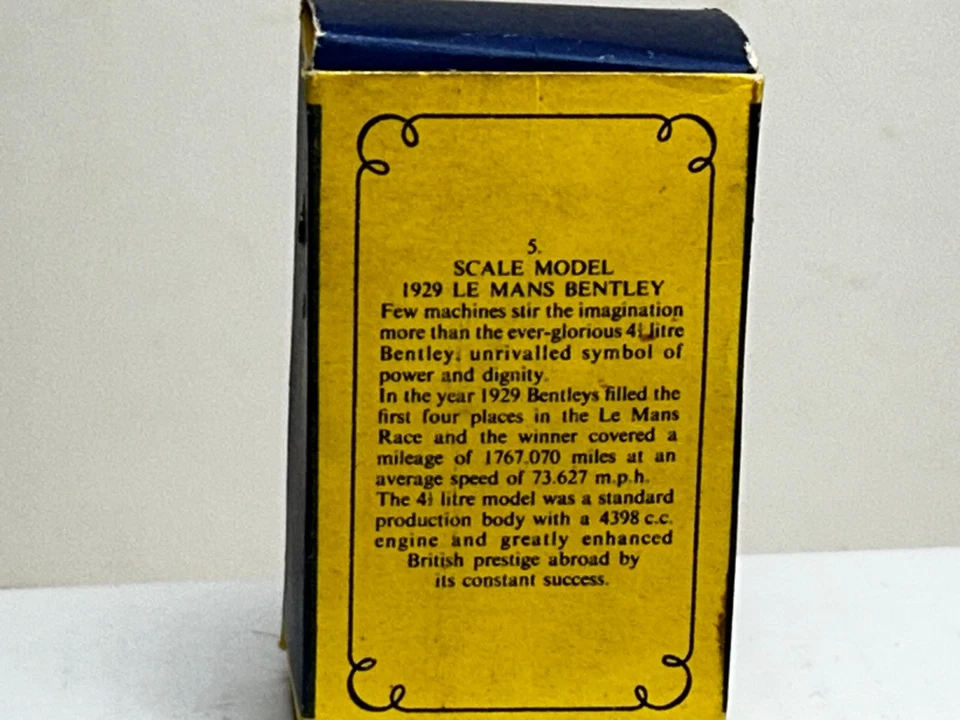 5.
SCALE MODEL
1929 LE MANS BENTLEY
Few machines stir the imagination
more than the ever-glorious 4½ litre
Bentley, unrivalled symbol of
power and dignity.
In the year 1929 Bentleys filled the
first four places in the Le Mans
Race and the winner covered a
mileage of 1767.070 miles at an
average speed of 73.627 m.p.h.
The 4½ litre model was a standard
production body with a 4398 c.c.
engine and greatly enhanced
British prestige abroad by
its constant success.